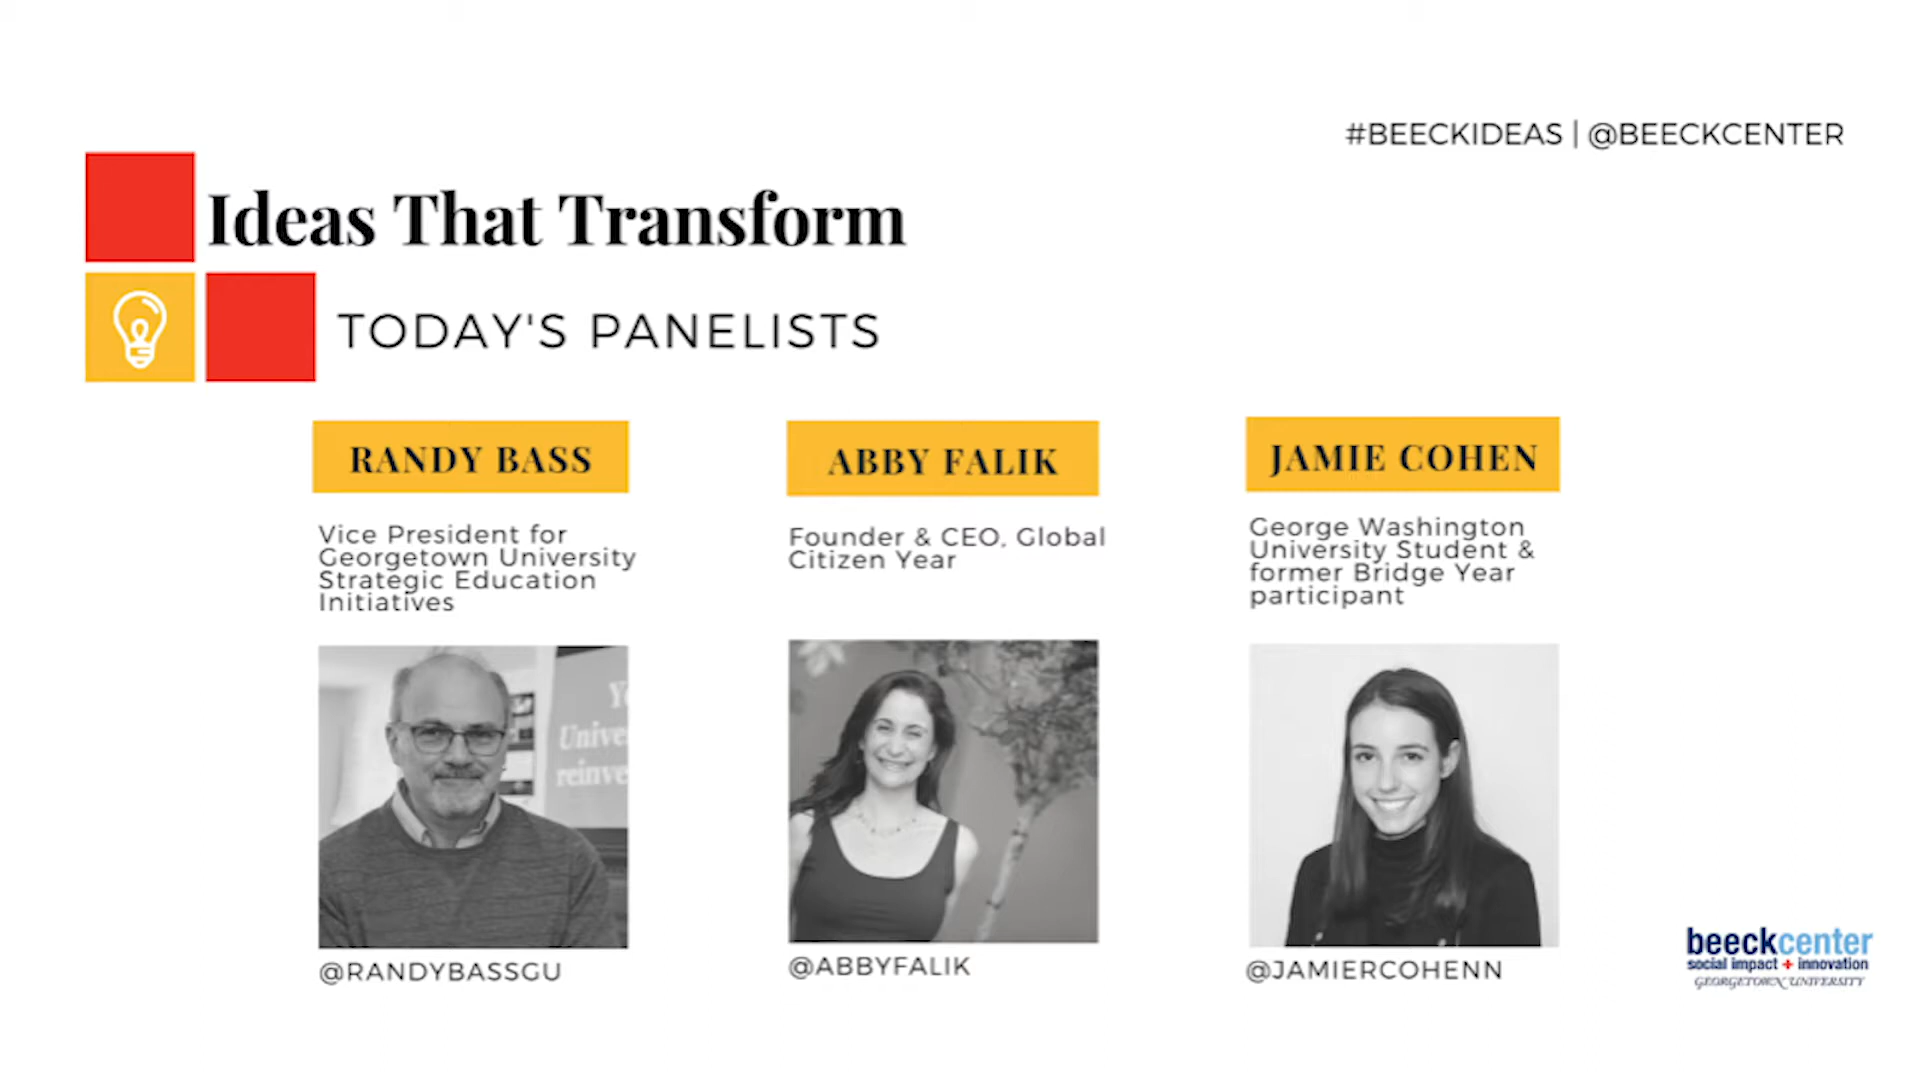 #BEECKIDEAS | @BEECKCENTER
Ideas That Transform
TODAY'S PANELISTS
RANDY BASS
Vice President for
Georgetown University
Strategic Education
Initiatives
@RANDYBASSGU
ABBY FALIK
Founder & CEO, Global
Citizen Year
@ABBYFALIK
JAMIE COHEN
George Washington
University Student &
former Bridge Year
participant
@JAMIERCOHENN
beeckcenter
social impact + innovation
GEORGETOWN UNIVERSITY